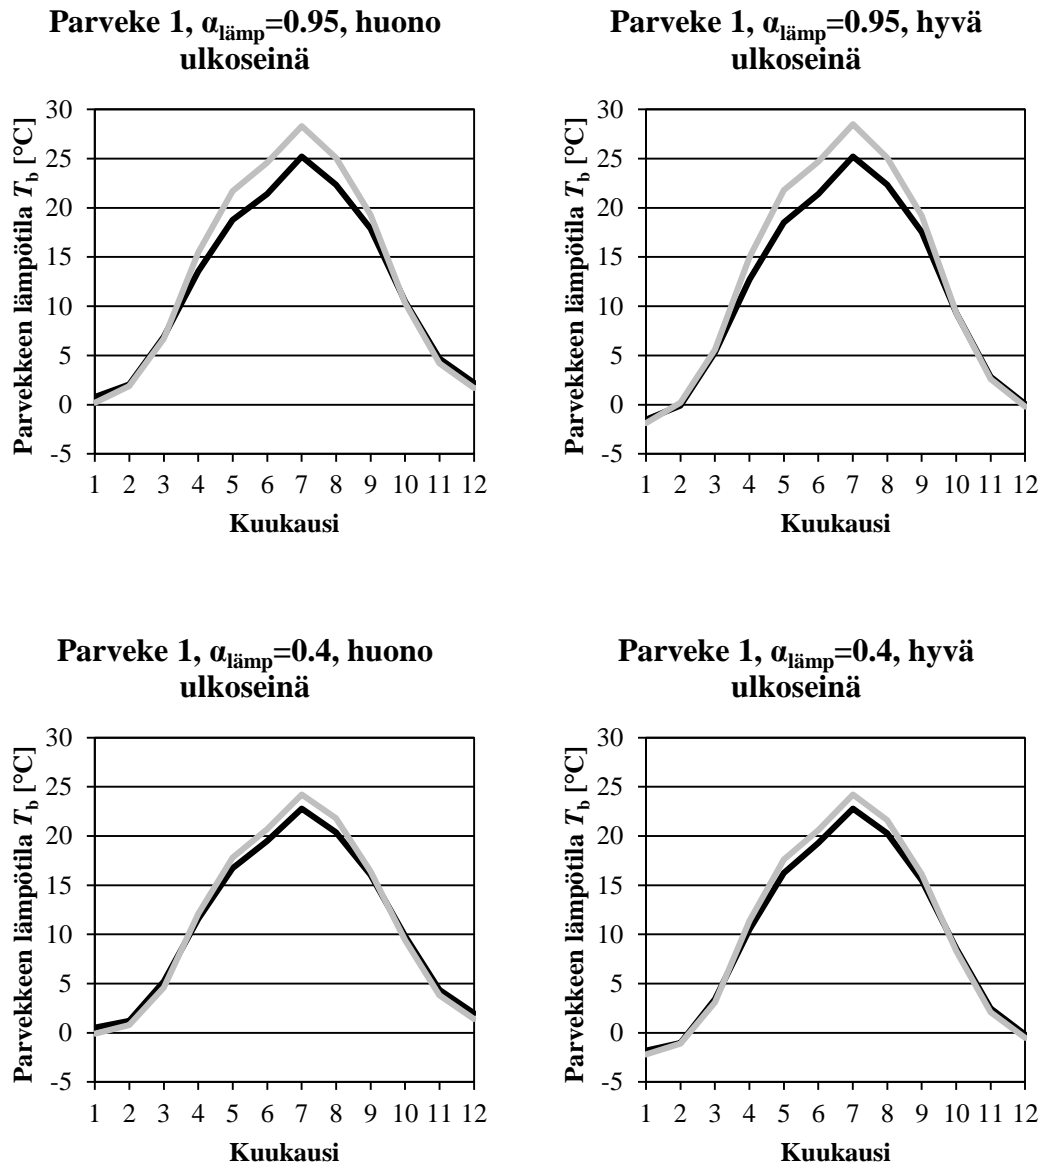 Parveke 1, αlämp=0.95, huono
ulkoseinä
Parvekkeen lämpötila Tb [°C]
30
25
20
15
10
5
0
-5
1 2 3 4 5 6 7 8 9 10 11 12
Kuukausi
Parveke 1, αlämp=0.95, hyvä
ulkoseinä
Parvekkeen lämpötila Tb [°C]
30
25
20
15
10
5
0
-5
1 2 3 4 5 6 7 8 9 10 11 12
Kuukausi
Parveke 1, αlämp=0.4, huono
ulkoseinä
Parvekkeen lämpötila Tb [°C]
30
25
20
15
10
5
0
-5
1 2 3 4 5 6 7 8 9 10 11 12
Kuukausi
Parveke 1, αlämp=0.4, hyvä
ulkoseinä
Parvekkeen lämpötila Tb [°C]
30
25
20
15
10
5
0
-5
1 2 3 4 5 6 7 8 9 10 11 12
Kuukausi